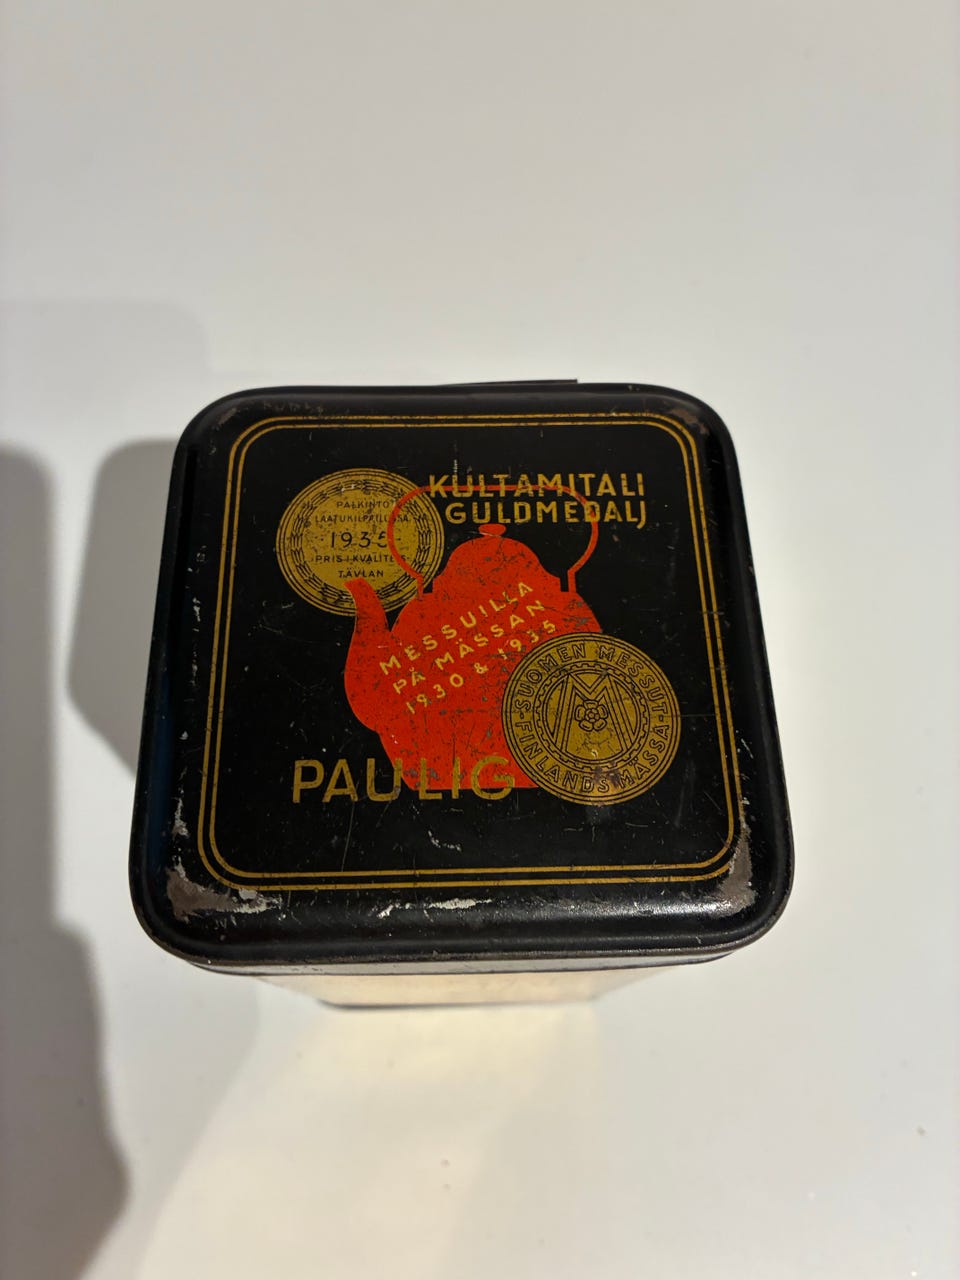 KULTAMITALI
GULDMEDALJ
PALKINTO
LAATUKILPAILUSSA
1935
PRIS I KVALITETS
TÄVLAN
MESSUILLA
PÅ MÄSSAN
1930 & 1935
SUOMEN MESSUT
FINLANDS MÄSSA
M
PAULIG